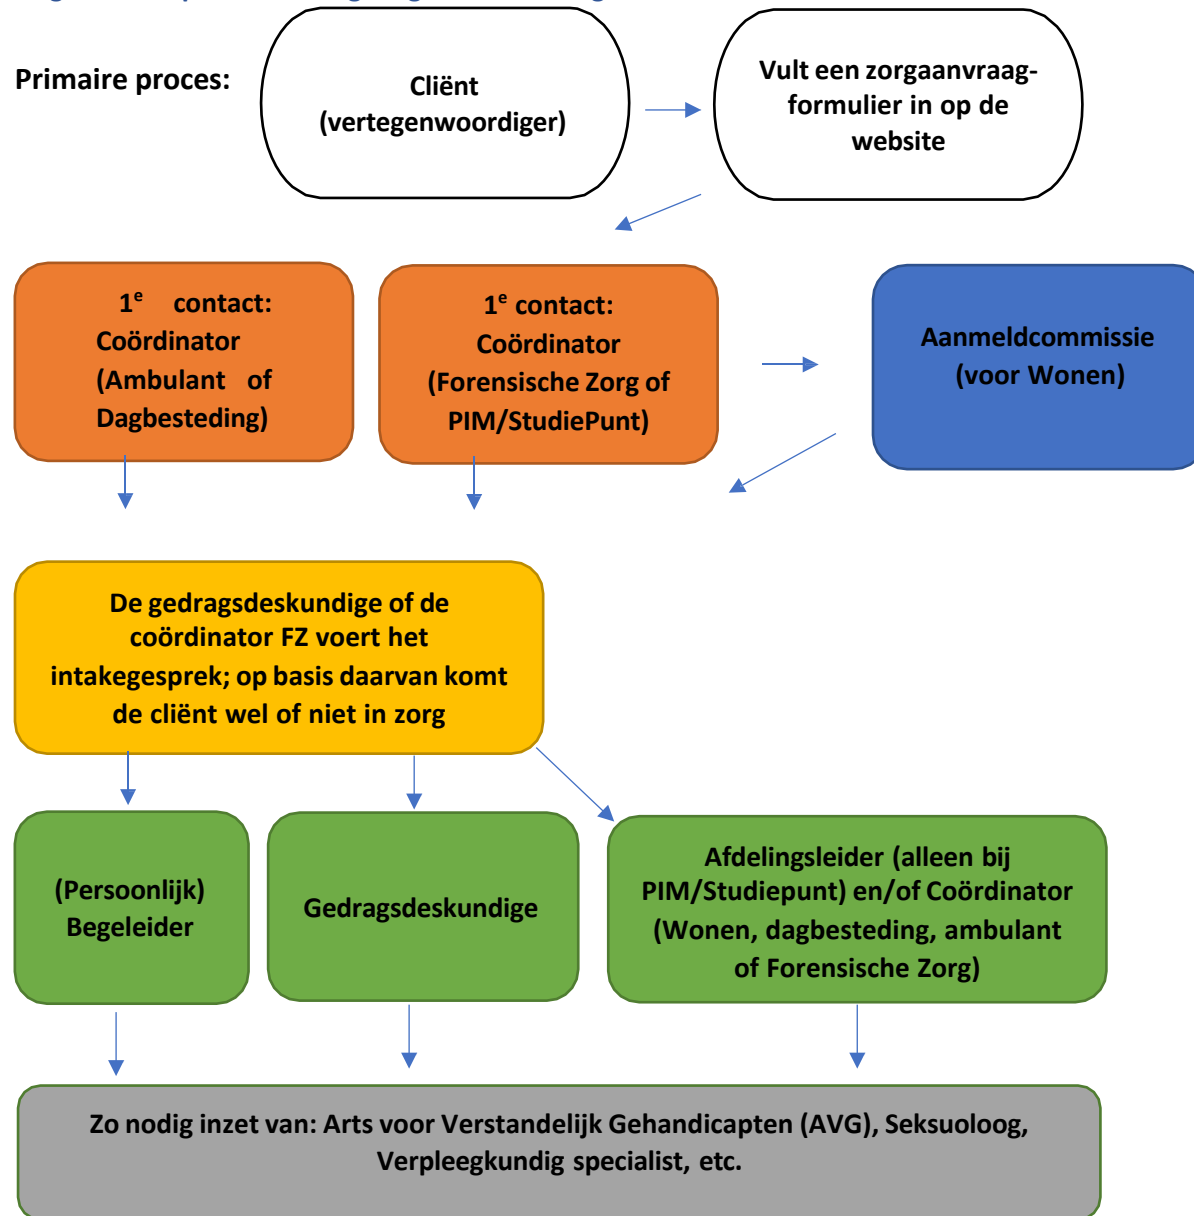 Primaire proces:
Cliënt
(vertegenwoordiger)
Vult een zorgaanvraag-
formulier in op de
website
1e contact:
Coördinator
(Ambulant of
Dagbesteding)
1e contact:
Coördinator
(Forensische Zorg of
PIM/StudiePunt)
Aanmeldcommissie
(voor Wonen)
De gedragsdeskundige of de
coördinator FZ voert het
intakegesprek; op basis daarvan komt
de cliënt wel of niet in zorg
(Persoonlijk)
Begeleider
Gedragsdeskundige
Afdelingsleider (alleen bij
PIM/Studiepunt) en/of Coördinator
(Wonen, dagbesteding, ambulant
of Forensische Zorg)
Zo nodig inzet van: Arts voor Verstandelijk Gehandicapten (AVG), Seksuoloog,
Verpleegkundig specialist, etc.